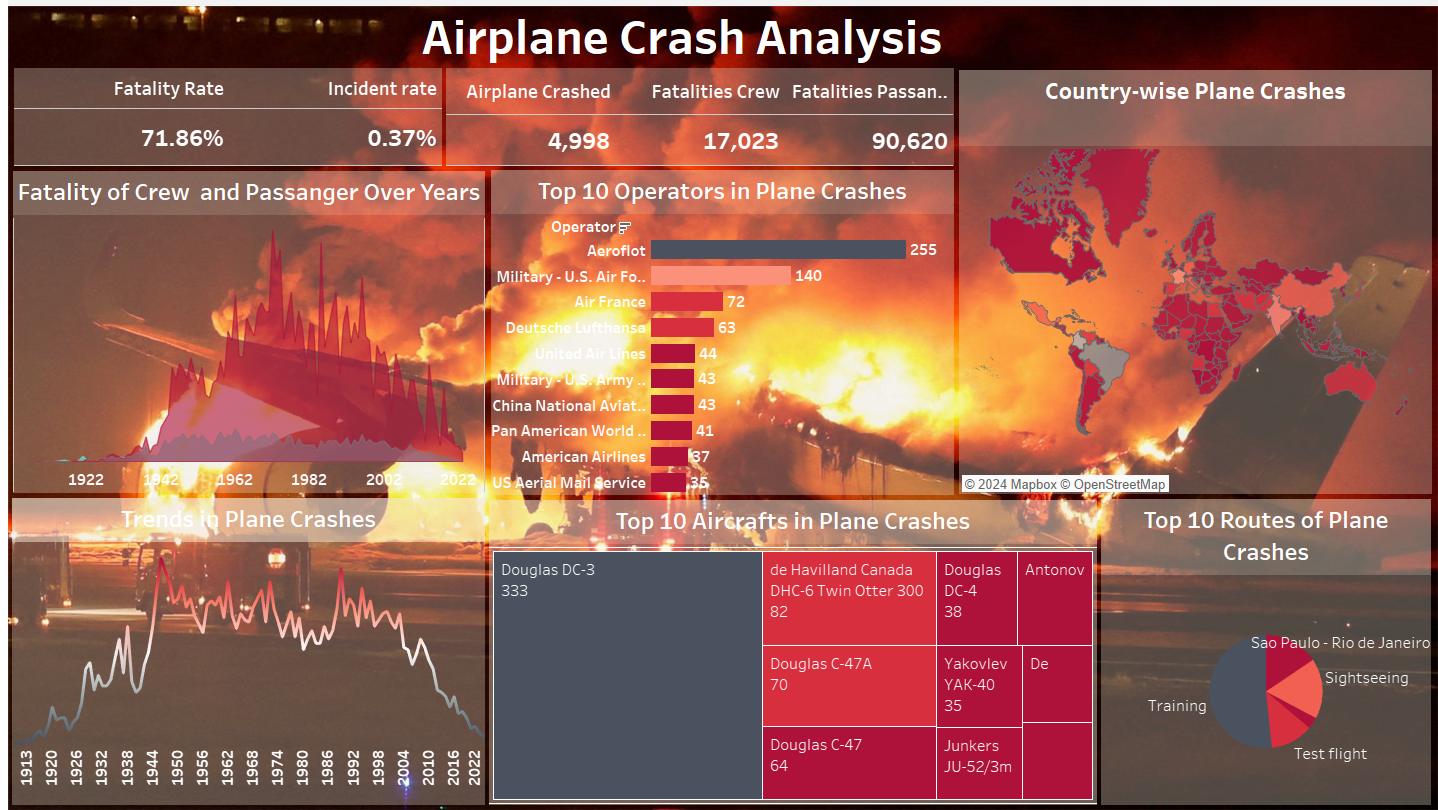 Airplane Crash Analysis
Fatality Rate
Incident rate
71.86%
0.37%
Airplane Crashed
Fatalities Crew
Fatalities Passan..
4,998
17,023
90,620
Country-wise Plane Crashes
© 2024 Mapbox © OpenStreetMap
Fatality of Crew and Passanger Over Years
1922
1942
1962
1982
2002
2022
Top 10 Operators in Plane Crashes
Operator
Aeroflot
255
Military - U.S. Air Fo..
140
Air France
72
Deutsche Lufthansa
63
United Air Lines
44
Military - U.S. Army ..
43
China National Aviat..
43
Pan American World ..
41
American Airlines
37
US Aerial Mail Service
35
Trends in Plane Crashes
1913
1920
1926
1932
1938
1944
1950
1956
1962
1968
1974
1980
1986
1992
1998
2004
2010
2016
2022
Top 10 Aircrafts in Plane Crashes
Douglas DC-3
333
de Havilland Canada
DHC-6 Twin Otter 300
82
Douglas C-47A
70
Douglas C-47
64
Douglas
DC-4
38
Antonov
Yakovlev
YAK-40
35
De
Junkers
JU-52/3m
Top 10 Routes of Plane
Crashes
Sao Paulo - Rio de Janeiro
Sightseeing
Training
Test flight